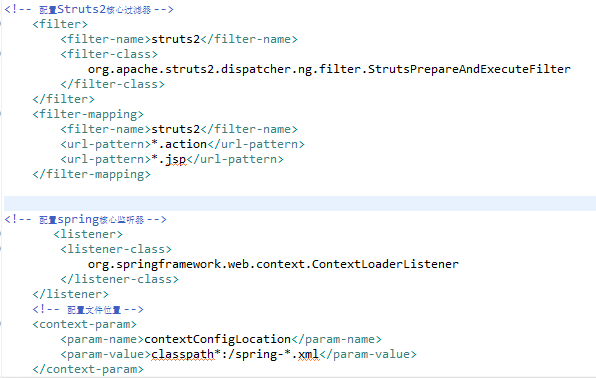 <!-- 配置Struts2核心过滤器 -->
<filter>
<filter-name>struts2</filter-name>
<filter-class>
org.apache.struts2.dispatcher.ng.filter.StrutsPrepareAndExecuteFilter
</filter-class>
</filter>
<filter-mapping>
<filter-name>struts2</filter-name>
<url-pattern>*.action</url-pattern>
<url-pattern>*.jsp</url-pattern>
</filter-mapping>
<!-- 配置spring核心监听器 -->
<listener>
<listener-class>
org.springframework.web.context.ContextLoaderListener
</listener-class>
</listener>
<!-- 配置文件位置 -->
<context-param>
<param-name>contextConfigLocation</param-name>
<param-value>classpath*:/spring-*.xml</param-value>
</context-param>